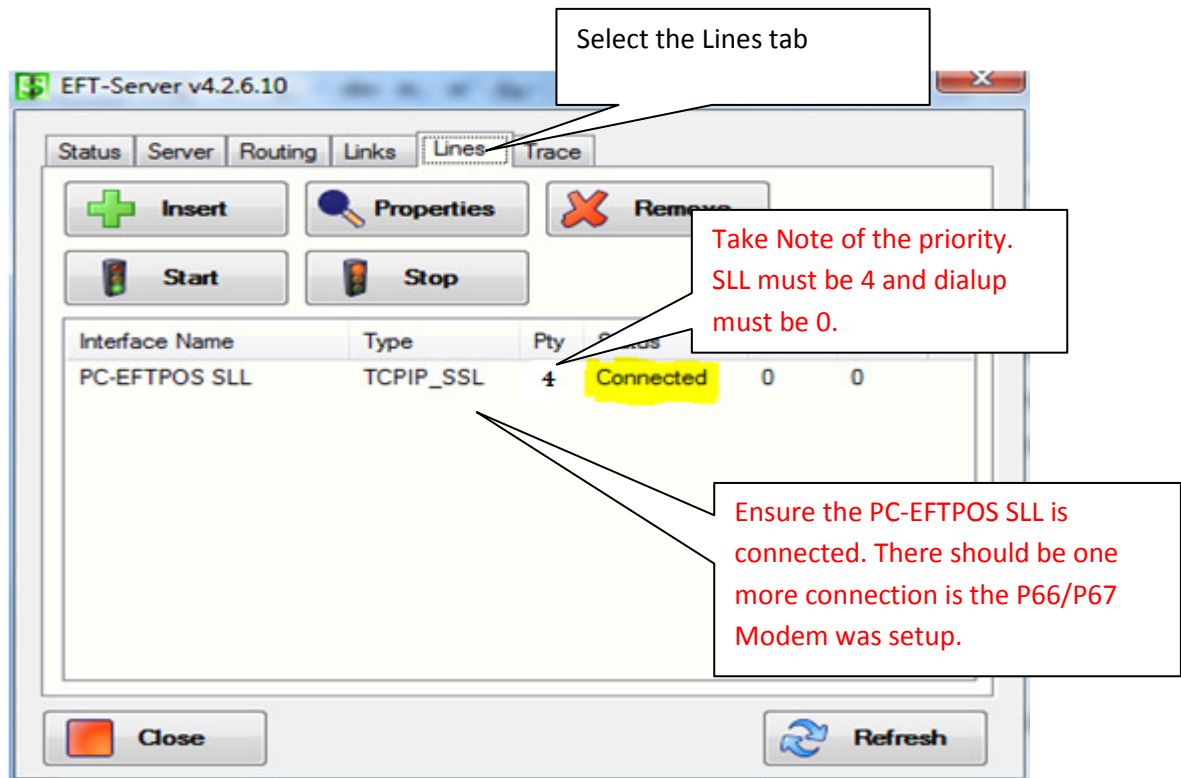 Select the Lines tab
EFT-Server v4.2.6.10
Status Server Routing Links Lines Trace
Insert Properties Remove
Take Note of the priority.
SLL must be 4 and dialup
must be 0.
Start Stop
Interface Name Type Pty Status
PC-EFTPOS SLL TCPIP_SSL 4 Connected 0 0
Ensure the PC-EFTPOS SLL is
connected. There should be one
more connection is the P66/P67
Modem was setup.
Close Refresh